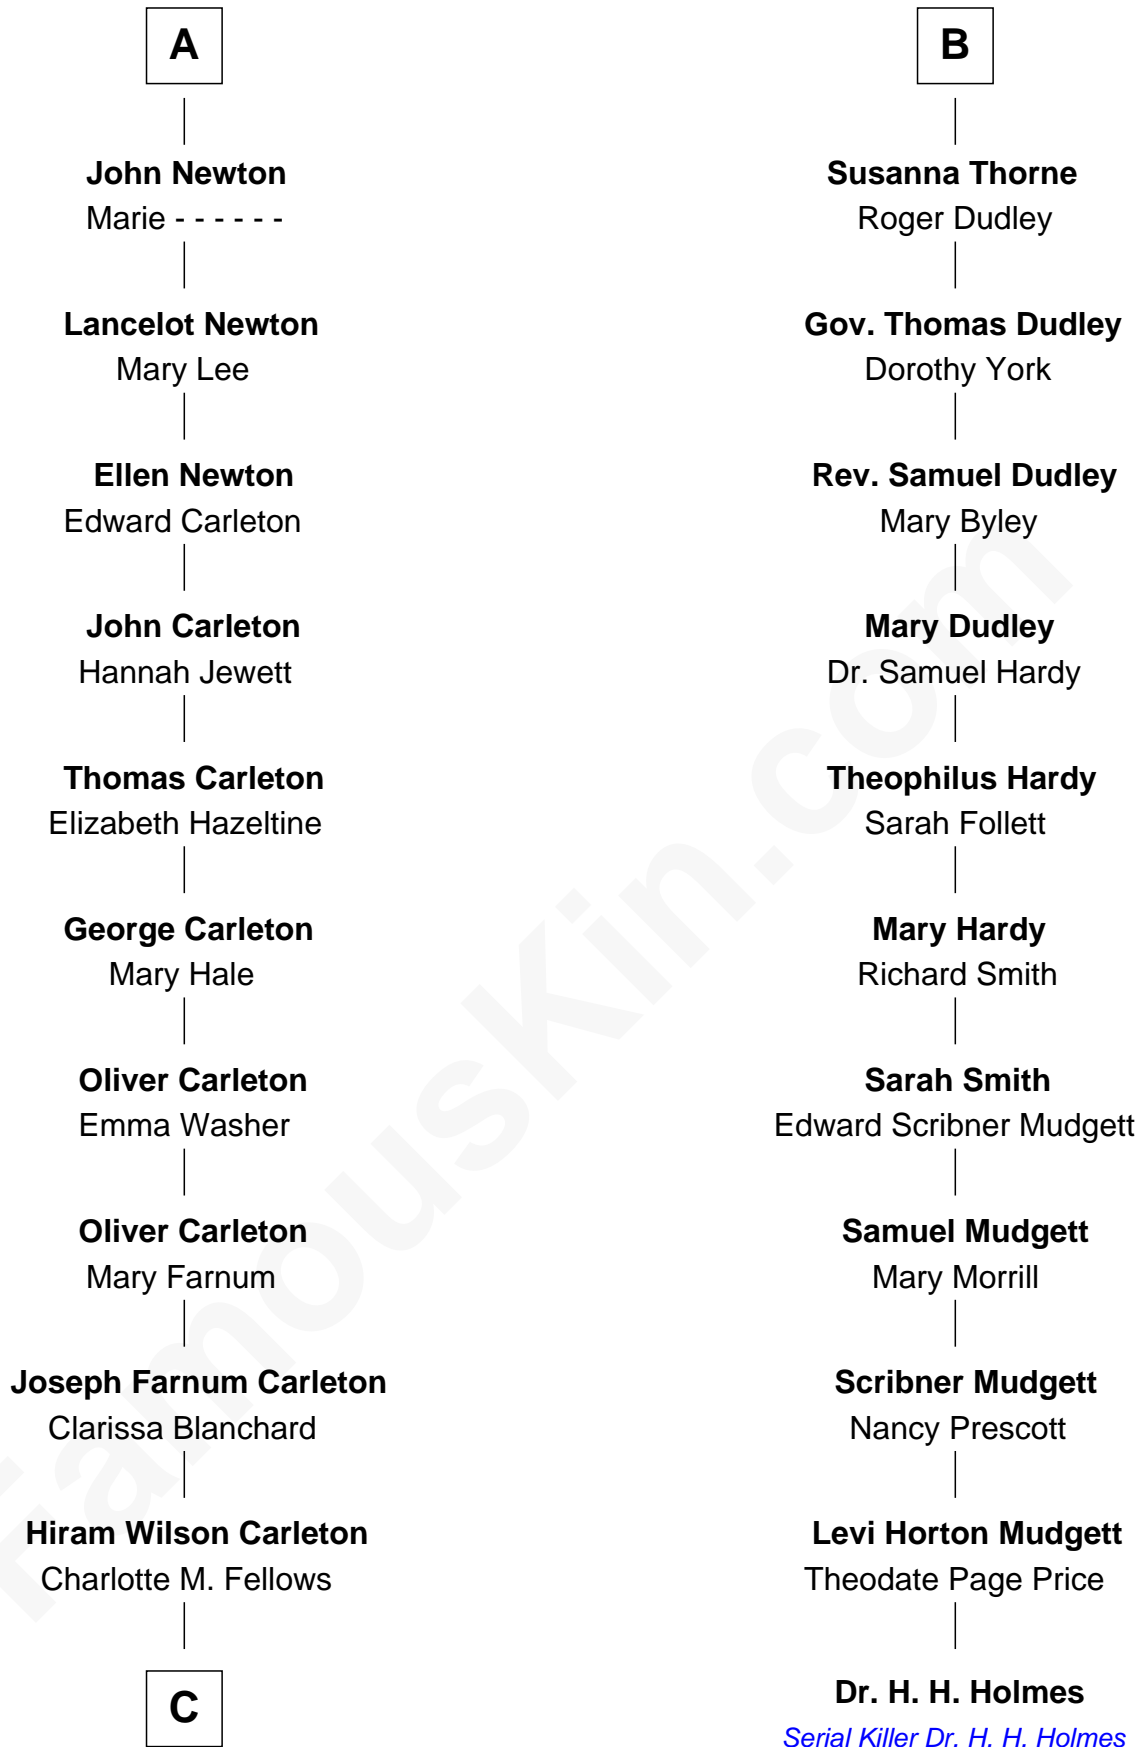 A
John Newton
Marie - - - - - -
Lancelot Newton
Mary Lee
Ellen Newton
Edward Carleton
John Carleton
Hannah Jewett
Thomas Carleton
Elizabeth Hazeltine
George Carleton
Mary Hale
Oliver Carleton
Emma Washer
Oliver Carleton
Mary Farnum
Joseph Farnum Carleton
Clarissa Blanchard
Hiram Wilson Carleton
Charlotte M. Fellows
C
B
Susanna Thorne
Roger Dudley
Gov. Thomas Dudley
Dorothy York
Rev. Samuel Dudley
Mary Byley
Mary Dudley
Dr. Samuel Hardy
Theophilus Hardy
Sarah Follett
Mary Hardy
Richard Smith
Sarah Smith
Edward Scribner Mudgett
Samuel Mudgett
Mary Morrill
Scribner Mudgett
Nancy Prescott
Levi Horton Mudgett
Theodate Page Price
Dr. H. H. Holmes
Serial Killer Dr. H. H. Holmes
FamousKin.com